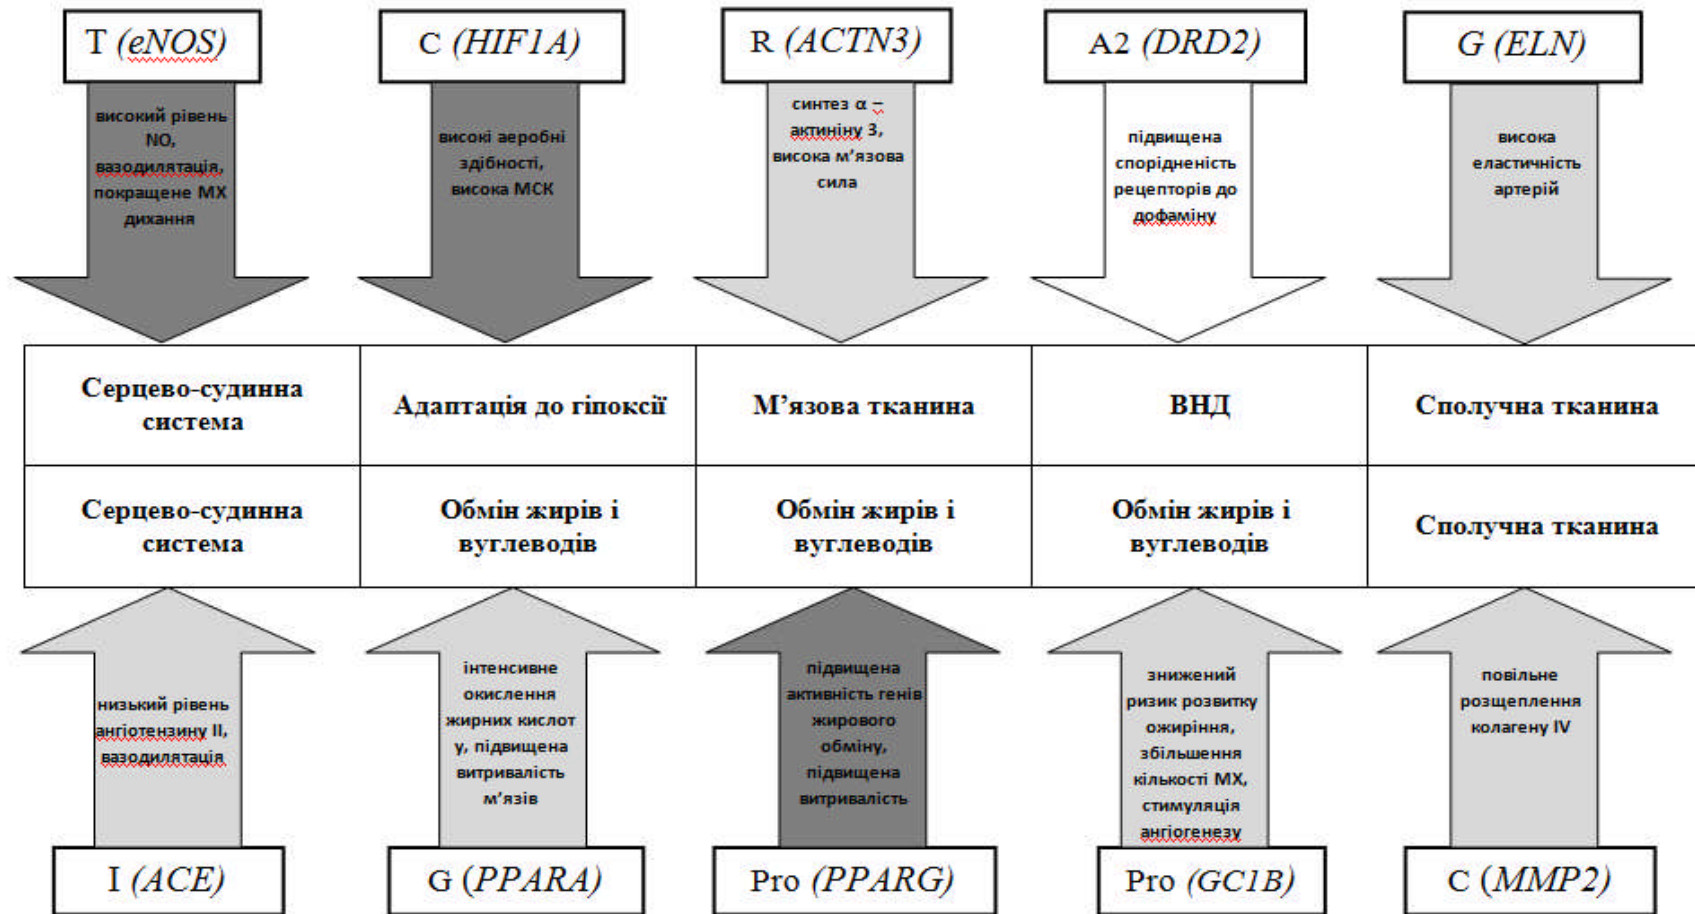 T (eNOS)
C (HIF1A)
R (ACTN3)
A2 (DRD2)
G (ELN)
високий рівень
NO,
вазодилятація,
покращене МХ
дихання
високі аеробні
здібності,
висока МСК
синтез α –
актиніну 3,
висока м’язова
сила
підвищена
спорідненість
рецепторів до
дофаміну
висока
еластичність
артерій
Серцево-судинна
система
Адаптація до гіпоксії
М’язова тканина
ВНД
Сполучна тканина
Серцево-судинна
система
Обмін жирів і
вуглеводів
Обмін жирів і
вуглеводів
Обмін жирів і
вуглеводів
Сполучна тканина
низький рівень
ангіотензину II,
вазодилятація
інтенсивне
окислення
жирних кислот
у, підвищена
витривалість
м’язів
підвищена
активність генів
жирового
обміну,
підвищена
витривалість
знижений
ризик розвитку
ожиріння,
збільшення
кількості МХ,
стимуляція
ангіогенезу
повільне
розщеплення
колагену IV
I (ACE)
G (PPARA)
Pro (PPARG)
Pro (GC1B)
C (MMP2)